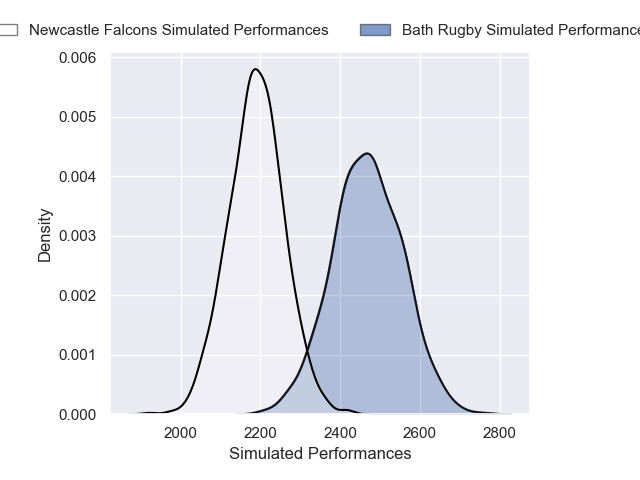 Newcastle Falcons Simulated Performances
Bath Rugby Simulated Performance
0.006
0.005
0.004
0.003
0.002
0.001
0.000
Density
2000 2200 2400 2600 2800
Simulated Performances